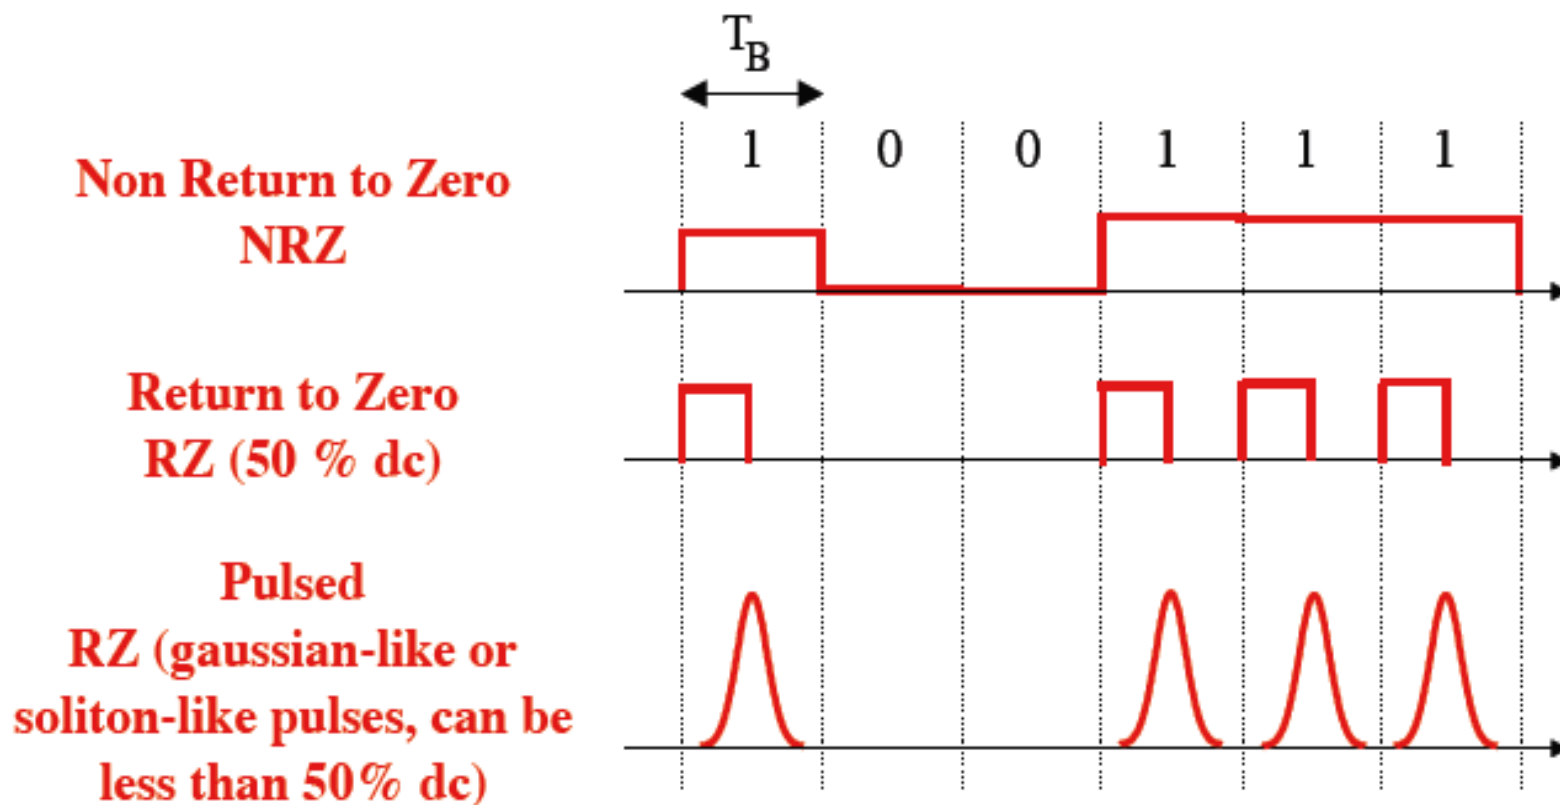 T_B
1 0 0 1 1 1
Non Return to Zero
NRZ
Return to Zero
RZ (50 % dc)
Pulsed
RZ (gaussian-like or
soliton-like pulses, can be
less than 50% dc)